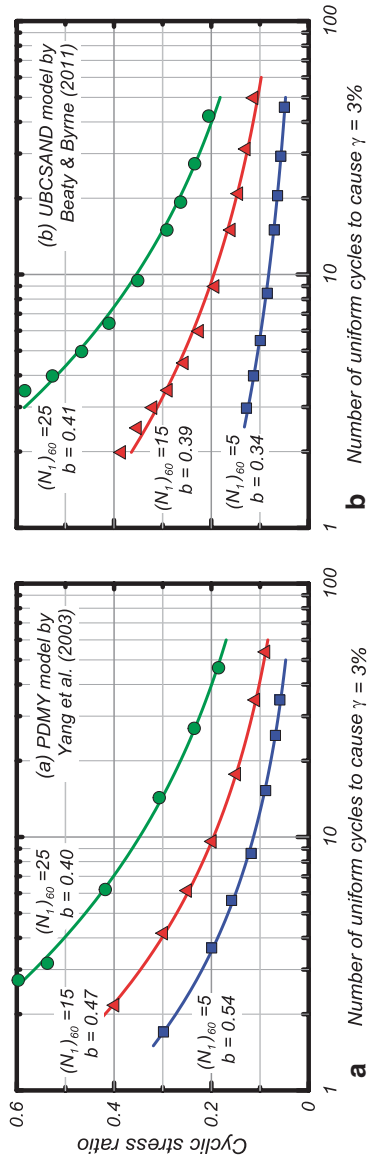 Cyclic stress ratio
0.6
0.4
0.2
0
(a) PDMY model by
Yang et al. (2003)
(N1)60 =25
b = 0.40
(N1)60 =15
b = 0.47
(N1)60 =5
b = 0.54
1
10
100
Number of uniform cycles to cause γ = 3%
a
(b) UBCSAND model by
Beaty & Byrne (2011)
(N1)60 =25
b = 0.41
(N1)60 =15
b = 0.39
(N1)60 =5
b = 0.34
1
10
100
Number of uniform cycles to cause γ = 3%
b